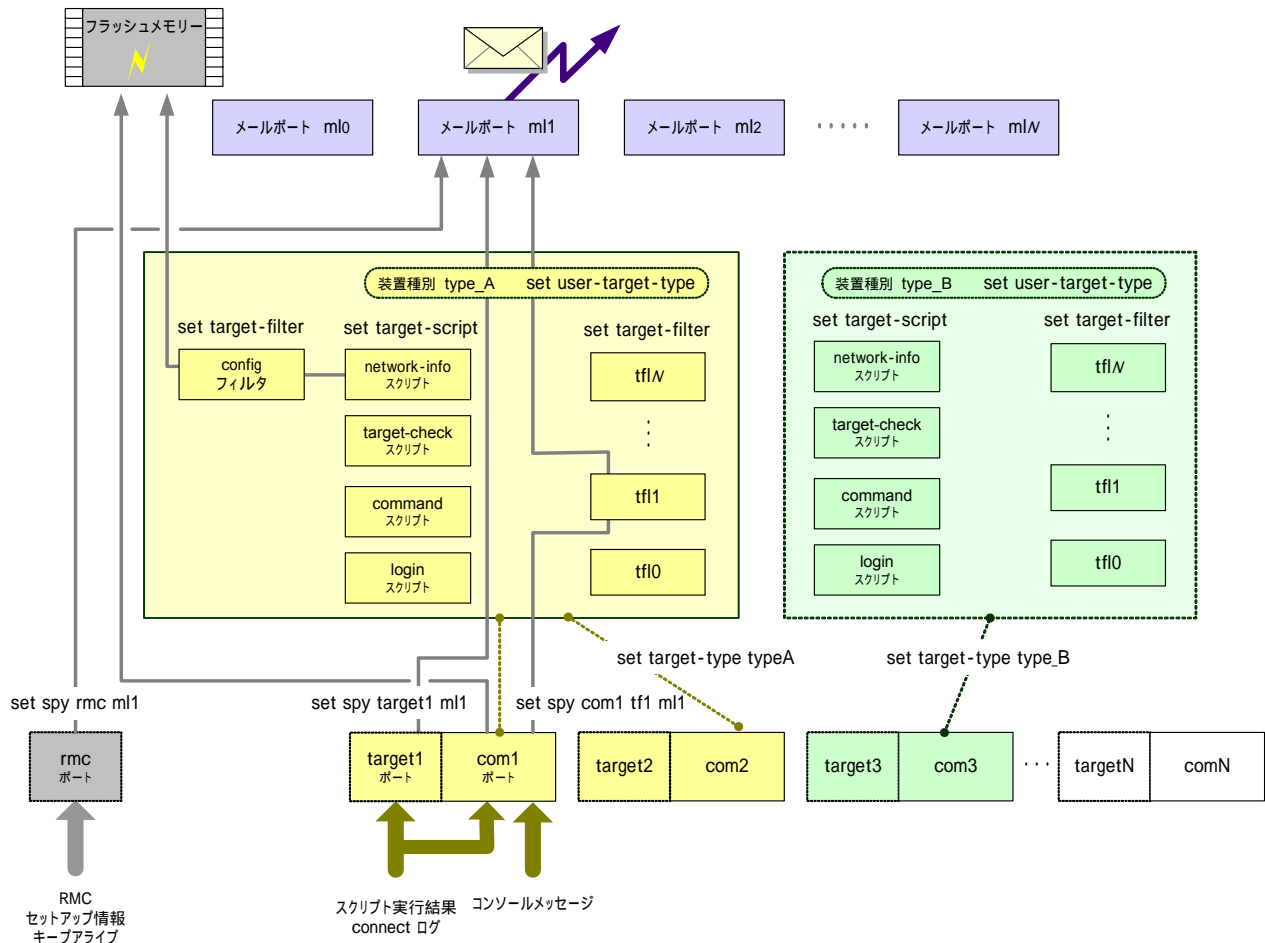 フラッシュメモリー
メールポート ml0
メールポート ml1
メールポート ml2
・・・・・
メールポート mlN
装置種別 type_A set user-target-type
set target-filter
set target-script
set target-filter
config
フィルタ
network-info
スクリプト
target-check
スクリプト
command
スクリプト
login
スクリプト
tflN
tfl1
tfl0
装置種別 type_B set user-target-type
set target-script
set target-filter
network-info
スクリプト
target-check
スクリプト
command
スクリプト
login
スクリプト
tflN
tfl1
tfl0
set target-type typeA
set target-type type_B
set spy rmc ml1
set spy target1 ml1
set spy com1 tf1 ml1
rmc
ポート
target1
ポート
com1
ポート
target2
com2
target3
com3
targetN
comN
RMC
セットアップ情報
キープアライブ
スクリプト実行結果
connect ログ
コンソールメッセージ